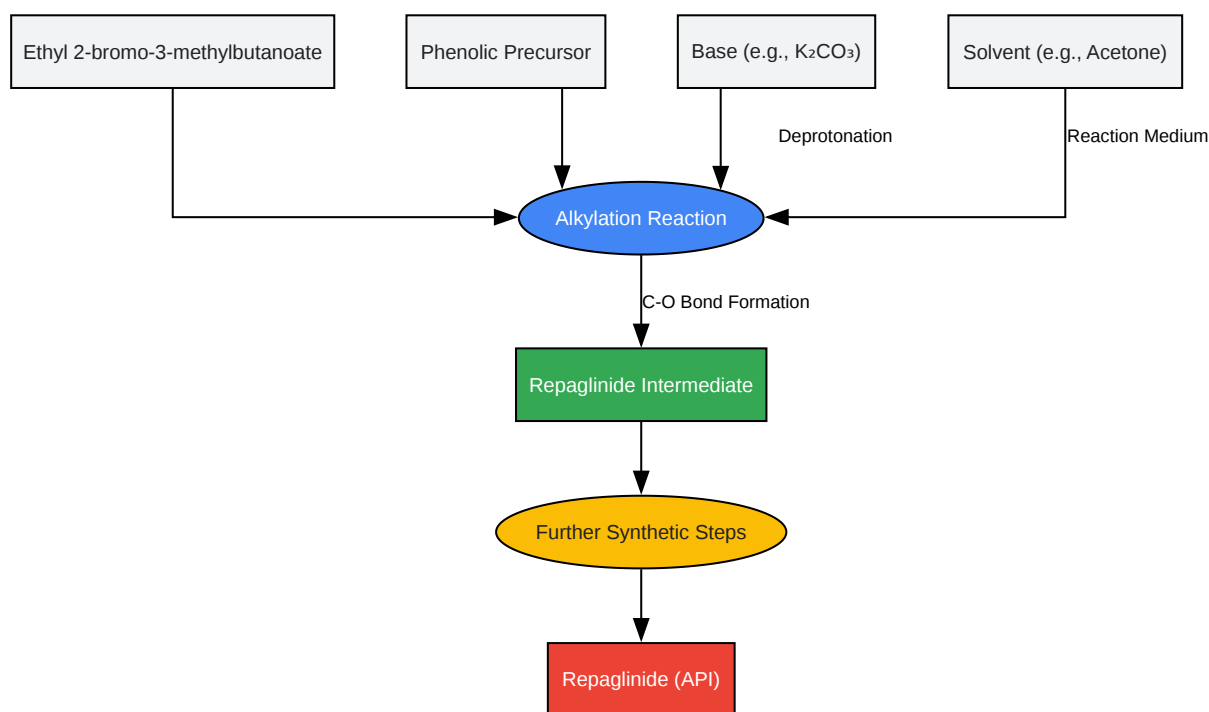 Ethyl 2-bromo-3-methylbutanoate
Phenolic Precursor
Base (e.g., K₂CO₃)
Solvent (e.g., Acetone)
Deprotonation
Reaction Medium
Alkylation Reaction
C-O Bond Formation
Repaglinide Intermediate
Further Synthetic Steps
Repaglinide (API)